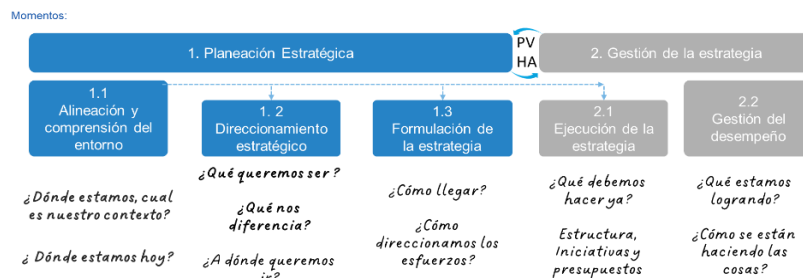 Momentos:
1. Planeación Estratégica
PV
HA
2. Gestión de la estrategia
1.1
Alineación y
comprensión del
entorno
1. 2
Direccionamiento
estratégico
1.3
Formulación de
la estrategia
2.1
Ejecución de la
estrategia
2.2
Gestión del
desempeño
¿Dónde estamos, cual
es nuestro contexto?
¿ Dónde estamos hoy?
¿Qué queremos ser ?
¿Qué nos
diferencia?
¿A dónde queremos
ir?
¿Cómo llegar?
¿Cómo
direccionamos los
esfuerzos?
¿Qué debemos
hacer ya?
Estructura,
Iniciativas y
presupuestos
¿Qué estamos
logrando?
¿Cómo se están
haciendo las
cosas?